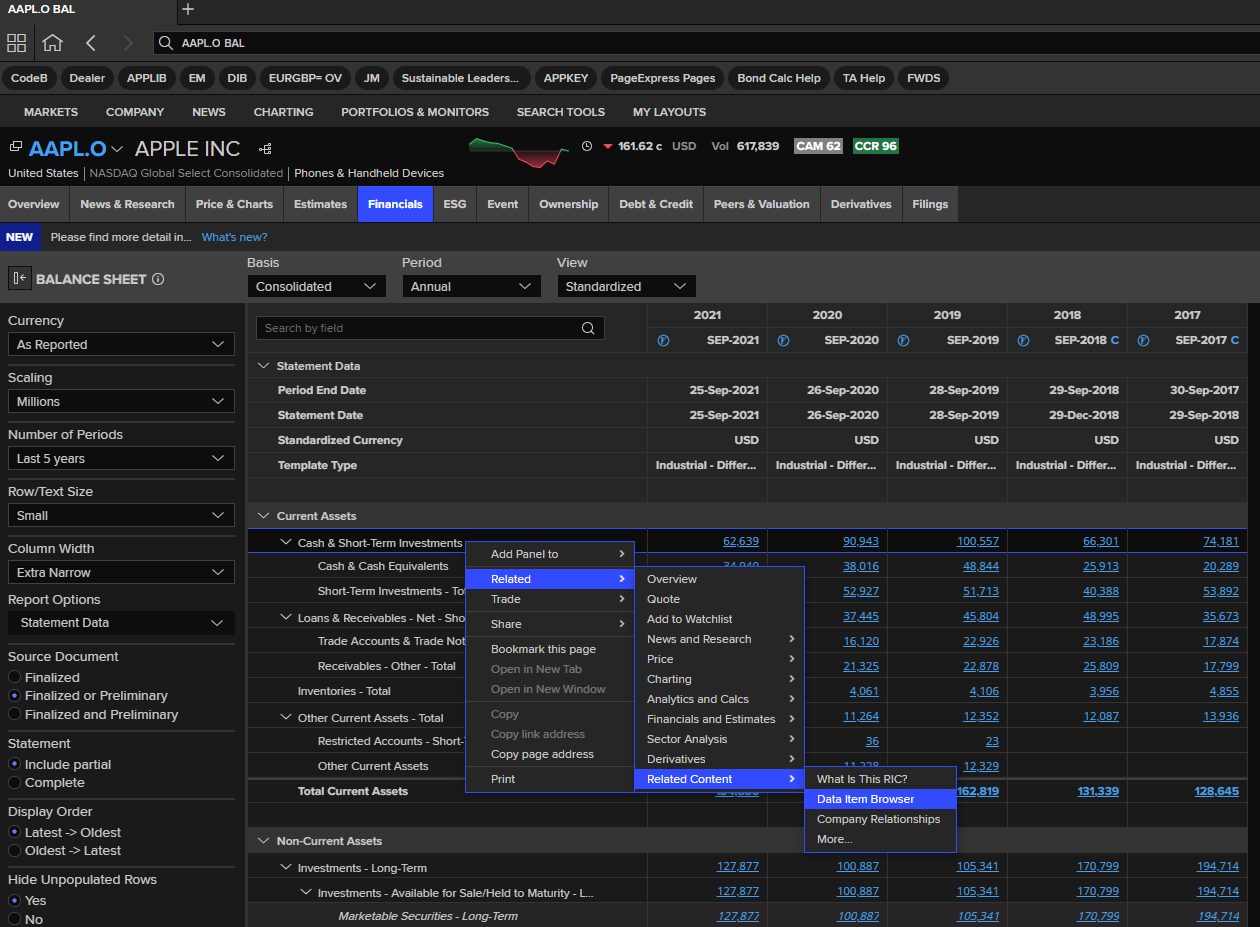 AAPL.O BAL
AAPL.O BAL
CodeB Dealer APPLIB EM DIB EURGBP= OV JM Sustainable Leaders... APPKEY PageExpress Pages Bond Calc Help TA Help FWDS
MARKETS COMPANY NEWS CHARTING PORTFOLIOS & MONITORS SEARCH TOOLS MY LAYOUTS
AAPL.O APPLE INC 161.62 c USD Vol 617,839 CAM 62 CCR 96
United States NASDAQ Global Select Consolidated Phones & Handheld Devices
Overview News & Research Price & Charts Estimates Financials ESG Event Ownership Debt & Credit Peers & Valuation Derivatives Filings
NEW Please find more detail in... What's new?
Basis Period View
BALANCE SHEET Consolidated Annual Standardized
Currency
As Reported
Scaling
Millions
Number of Periods
Last 5 years
Row/Text Size
Small
Column Width
Extra Narrow
Report Options
Statement Data
Source Document
Finalized
Finalized or Preliminary
Finalized and Preliminary
Statement
Include partial
Complete
Display Order
Latest -> Oldest
Oldest -> Latest
Hide Unpopulated Rows
Yes
No
Search by field
2021 2020 2019 2018 2017
F SEP-2021 F SEP-2020 F SEP-2019 F SEP-2018 C F SEP-2017 C
Statement Data
Period End Date 25-Sep-2021 26-Sep-2020 28-Sep-2019 29-Sep-2018 30-Sep-2017
Statement Date 25-Sep-2021 26-Sep-2020 28-Sep-2019 29-Dec-2018 29-Sep-2018
Standardized Currency USD USD USD USD USD
Template Type Industrial - Differ... Industrial - Differ... Industrial - Differ... Industrial - Differ... Industrial - Differ...
Current Assets
Cash & Short-Term Investments 62,639 90,943 100,557 66,301 74,181
Cash & Cash Equivalents 38,016 48,844 25,913 20,289
Short-Term Investments - 52,927 51,713 40,388 53,892
Loans & Receivables - Net - 37,445 45,804 48,995 35,673
Trade Accounts & Trade 16,120 22,926 23,186 17,874
Receivables - Other - Total 21,325 22,878 25,809 17,799
Inventories - Total 4,061 4,106 3,956 4,855
Other Current Assets - Total 11,264 12,352 12,087 13,936
Restricted Accounts - 36 23
Other Current Assets 12,329
Total Current Assets 162,819 131,339 128,645
Non-Current Assets
Investments - Long-Term 127,877 100,887 105,341 170,799 194,714
Investments - Available for Sale/Held to Maturity - L... 127,877 100,887 105,341 170,799 194,714
Marketable Securities - Long-Term 127,877 100,887 105,341 170,799 194,714
Add Panel to
Related
Trade
Share
Bookmark this page
Open in New Tab
Open in New Window
Copy
Copy link address
Copy page address
Print
Overview
Quote
Add to Watchlist
News and Research
Price
Charting
Analytics and Calcs
Financials and Estimates
Sector Analysis
Derivatives
Related Content
What Is This RIC?
Data Item Browser
Company Relationships
More...